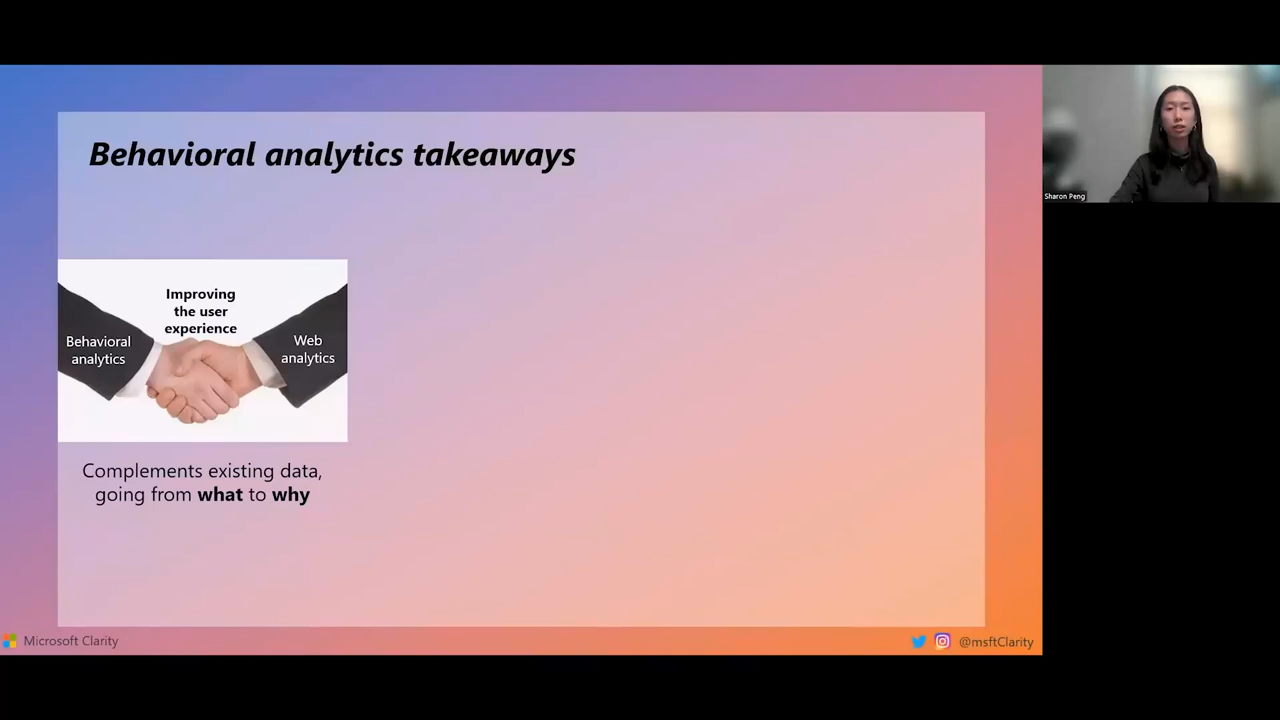 Behavioral analytics takeaways
Improving
the user
experience
Behavioral
analytics
Web
analytics
Complements existing data,
going from what to why
Microsoft Clarity
@msftClarity
Sharon Peng